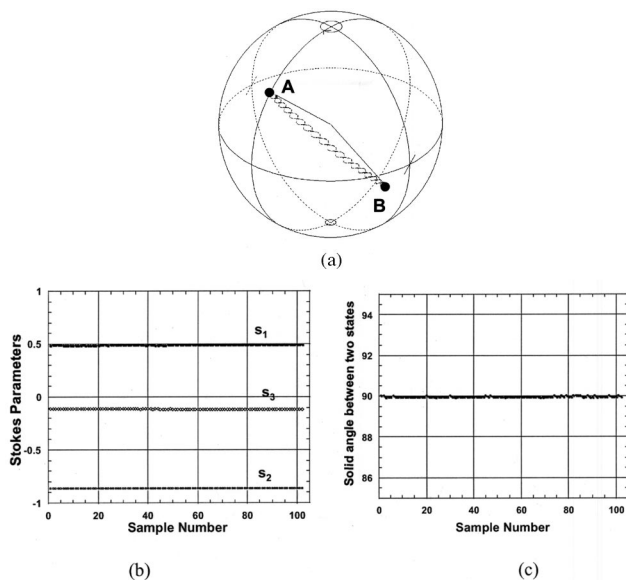 A
B
(a)
1
0.5
0
-0.5
-1
Stokes Parameters
s1
s3
s2
0 20 40 60 80 100
Sample Number
(b)
94
92
90
88
86
Solid angle between two states
0 20 40 60 80 100
Sample Number
(c)